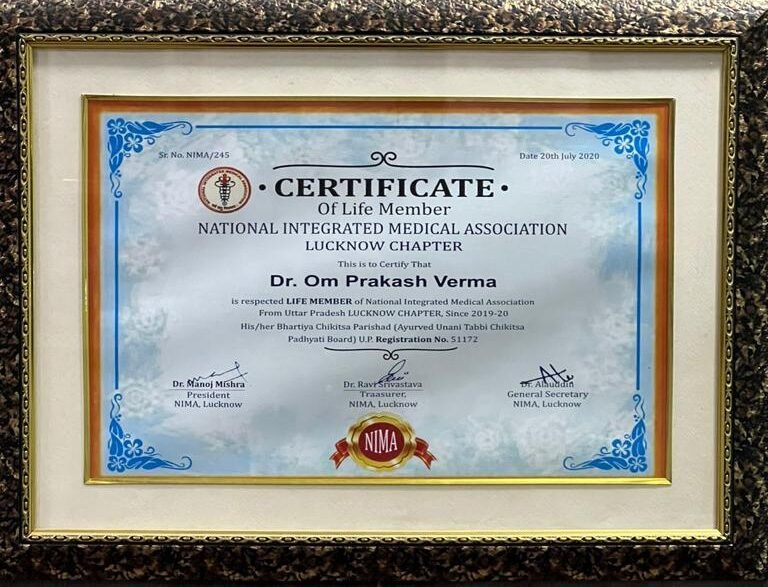 Sr. No. NIMA/245
Date 20th July 2020
• CERTIFICATE •
Of Life Member
NATIONAL INTEGRATED MEDICAL ASSOCIATION
LUCKNOW CHAPTER
This is to Certify That
Dr. Om Prakash Verma
is respected LIFE MEMBER of National Integrated Medical Association
From Uttar Pradesh LUCKNOW CHAPTER, Since 2019-20
His/her Bhartiya Chikitsa Parishad (Ayurved Unani Tabbi Chikitsa
Padhyati Board) U.P. Registration No. 51172
Dr. Manoj Mishra
President
NIMA, Lucknow
Dr. Ravi Srivastava
Traasurer,
NIMA, Lucknow
Dr. Alauddin
General Secretary
NIMA, Lucknow
NIMA